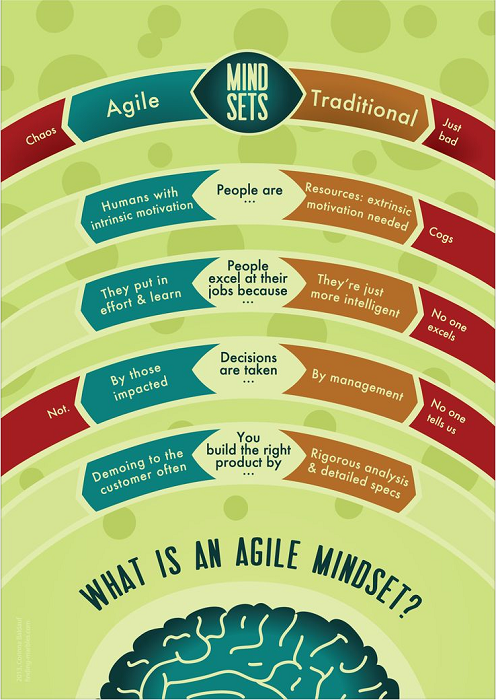 MIND
SETS
Chaos
Agile
Traditional
Just
bad
Humans with
intrinsic motivation
People are
...
Resources: extrinsic
motivation needed
Cogs
They put in
effort & learn
People
excel at their
jobs because
...
They're just
more intelligent
No one
excels
Not.
By those
impacted
Decisions
are taken
...
By management
No one
tells us
Demoing to the
customer often
You
build the right
product by
...
Rigorous analysis
& detailed specs
WHAT IS AN AGILE MINDSET?